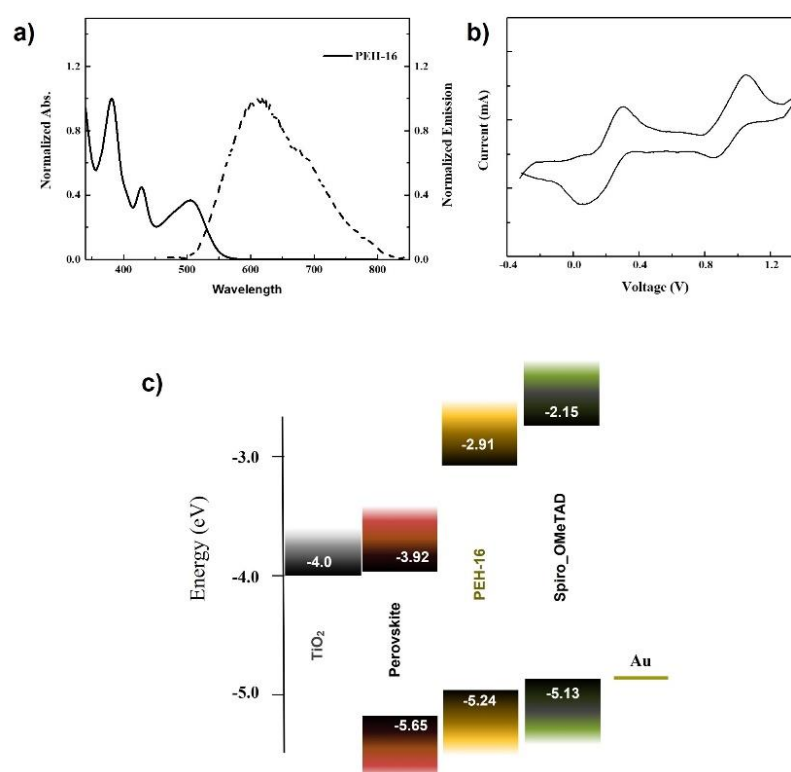 a)
PEH-16
Normalized Abs.
1.2
0.8
0.4
0.0
1.2
0.8
0.4
0.0
Normalized Emission
400 500 600 700 800
Wavelength
b)
Current (mA)
-0.4 0.0 0.4 0.8 1.2
Voltage (V)
c)
Energy (eV)
-3.0
-4.0
-5.0
-2.15
-2.91
-3.92
-4.0
TiO₂
Perovskite
PEH-16
Spiro_OMeTAD
Au
-5.13
-5.24
-5.65